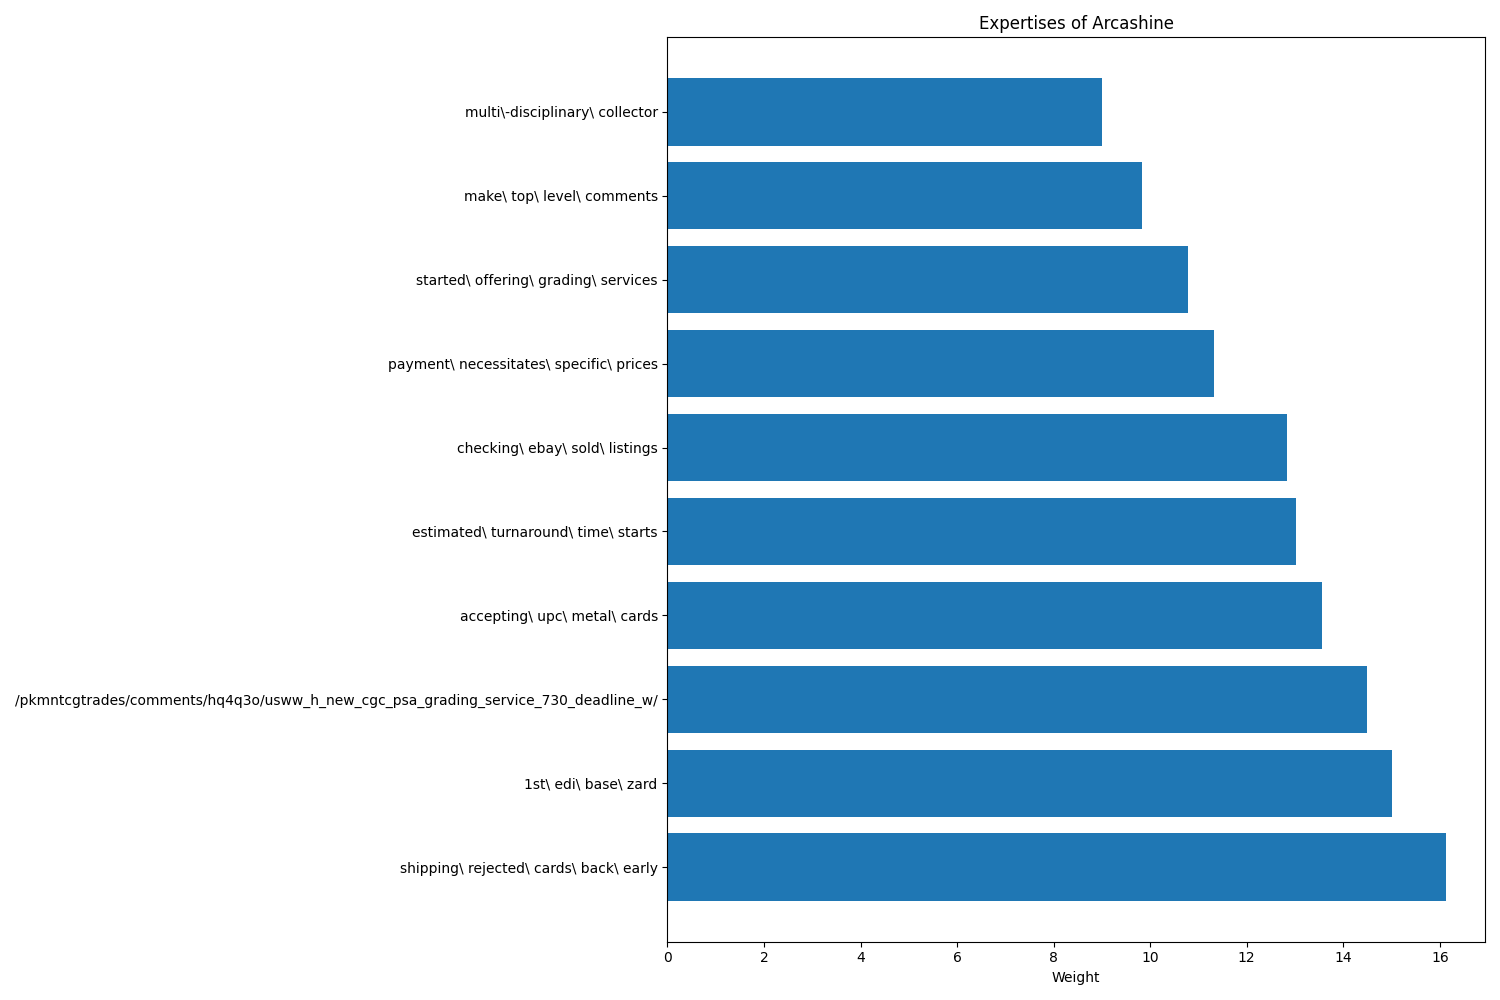 Expertises of Arcashine
multi\-disciplinary\ collector
make\ top\ level\ comments
started\ offering\ grading\ services
payment\ necessitates\ specific\ prices
checking\ ebay\ sold\ listings
estimated\ turnaround\ time\ starts
accepting\ upc\ metal\ cards
/pkmntcgtrades/comments/hq4q3o/usww_h_new_cgc_psa_grading_service_730_deadline_w/
1st\ edi\ base\ zard
shipping\ rejected\ cards\ back\ early
0 2 4 6 8 10 12 14 16
Weight